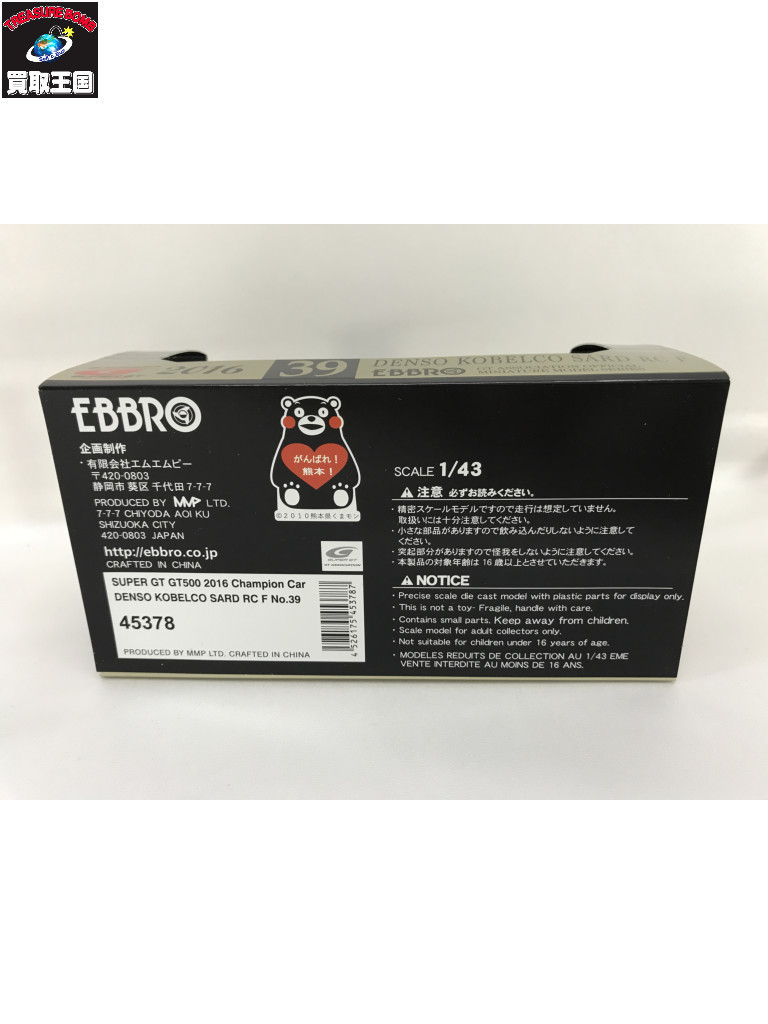 TREASURE BOMB
買取王国
2016 39 DENSO KOBELCO SARD RC F
EBBRO GT ASSOCIATION OFFICIAL
MINIATURE MODEL SERIES
EBBRO
企画制作
・有限会社エムエムピー
〒420-0803
静岡市 葵区 千代田 7-7-7
PRODUCED BY MMP LTD.
7-7-7 CHIYODA AOI KU
SHIZUOKA CITY
420-0803 JAPAN
http://ebbro.co.jp
CRAFTED IN CHINA
がんばれ!
熊本!
©2010熊本県くまモン
SUPER GT
GT ASSOCIATION
SUPER GT GT500 2016 Champion Car
DENSO KOBELCO SARD RC F No.39
45378
4526175453787
PRODUCED BY MMP LTD. CRAFTED IN CHINA
SCALE 1/43
注意 必ずお読みください。
・精密スケールモデルですので走行は想定していません。
取扱いには十分注意してください。
・小さな部品がありますので飲み込んだりしないように注意して
ください。
・突起部分がありますので怪我をしないように注意してください。
・本製品の対象年齢は16歳以上とさせていただきます。
NOTICE
・Precise scale die cast model with plastic parts for display only.
・This is not a toy- Fragile, handle with care.
・Contains small parts. Keep away from children.
・Scale model for adult collectors only.
・Not suitable for children under 16 years of age.
・MODELES REDUITS DE COLLECTION AU 1/43 EME
VENTE INTERDITE AU MOINS DE 16 ANS.